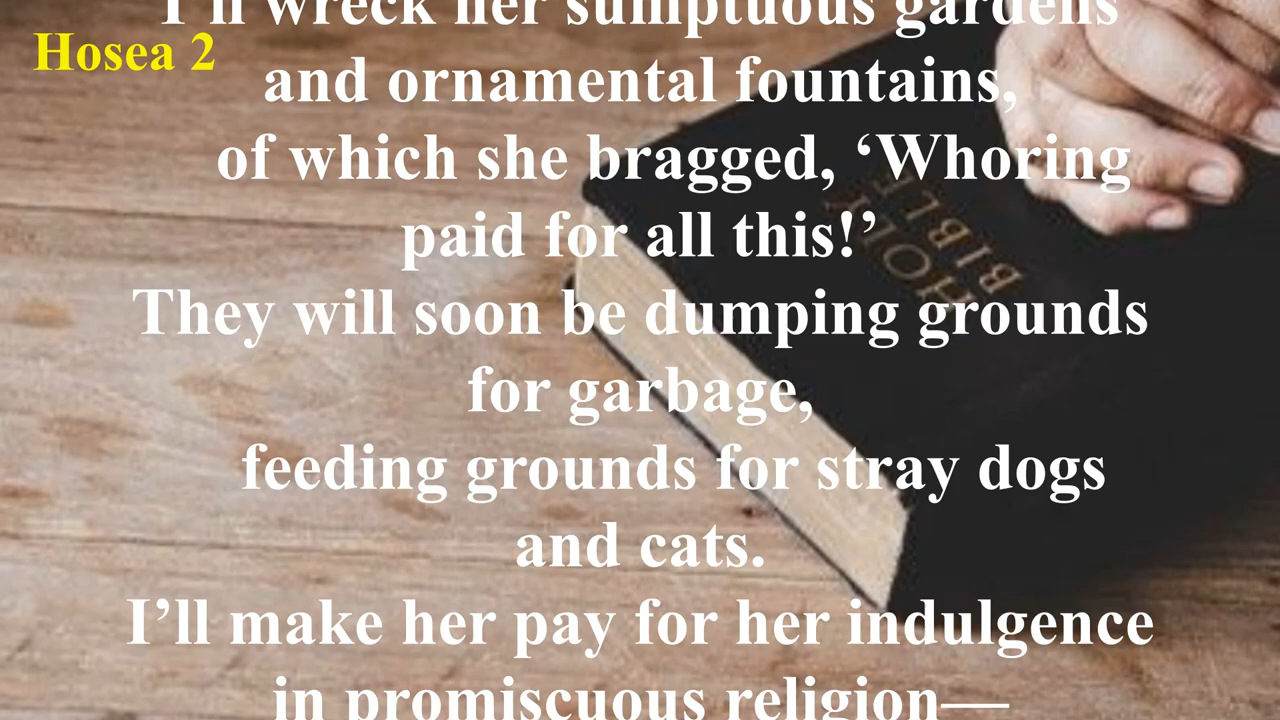 I'll wreck her sumptuous gardens
Hosea 2
and ornamental fountains,
of which she bragged, ‘Whoring
paid for all this!’
They will soon be dumping grounds
for garbage,
feeding grounds for stray dogs
and cats.
I’ll make her pay for her indulgence
in promiscuous religion—
HOLY
BIBLE